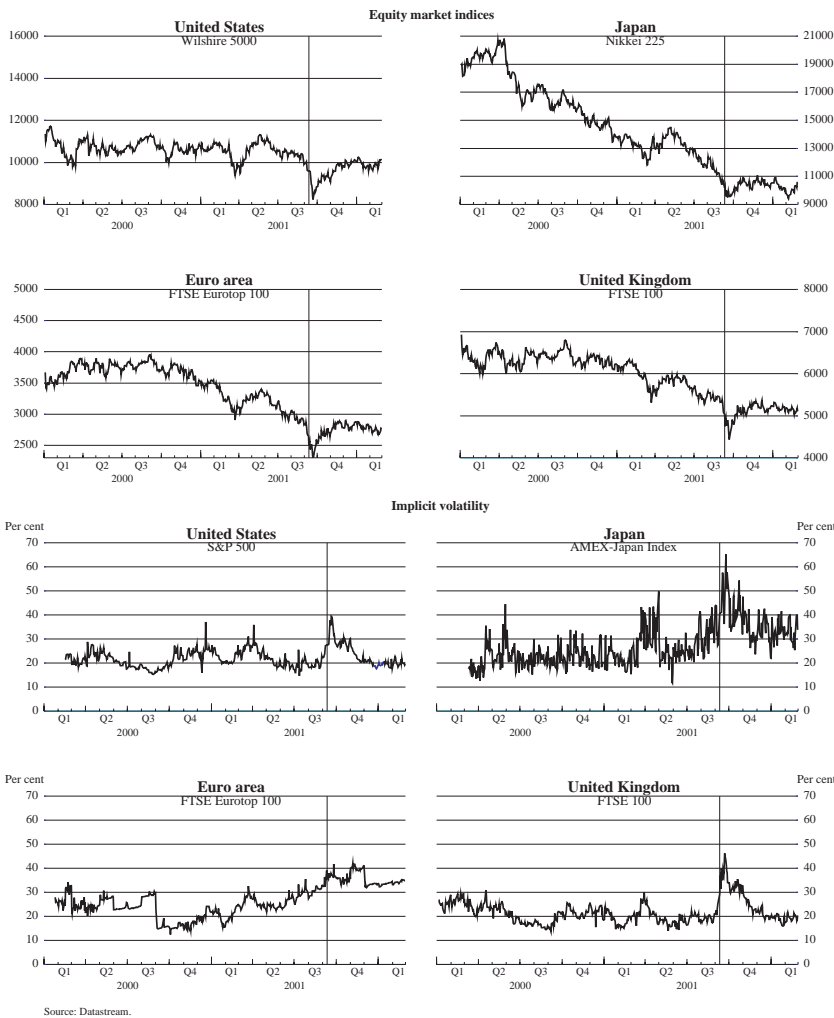 Equity market indices
United States
Wilshire 5000
16000
14000
12000
10000
8000
Q1 Q2 Q3 Q4 Q1 Q2 Q3 Q4 Q1
2000 2001
Japan
Nikkei 225
21000
19000
17000
15000
13000
11000
9000
Q1 Q2 Q3 Q4 Q1 Q2 Q3 Q4 Q1
2000 2001
Euro area
FTSE Eurotop 100
5000
4500
4000
3500
3000
2500
Q1 Q2 Q3 Q4 Q1 Q2 Q3 Q4 Q1
2000 2001
United Kingdom
FTSE 100
8000
7000
6000
5000
4000
Q1 Q2 Q3 Q4 Q1 Q2 Q3 Q4 Q1
2000 2001
Implicit volatility
Per cent
United States
S&P 500
70
60
50
40
30
20
10
0
Q1 Q2 Q3 Q4 Q1 Q2 Q3 Q4 Q1
2000 2001
Per cent
Japan
AMEX-Japan Index
70
60
50
40
30
20
10
0
Q1 Q2 Q3 Q4 Q1 Q2 Q3 Q4 Q1
2000 2001
Per cent
Euro area
FTSE Eurotop 100
70
60
50
40
30
20
10
0
Q1 Q2 Q3 Q4 Q1 Q2 Q3 Q4 Q1
2000 2001
Per cent
United Kingdom
FTSE 100
70
60
50
40
30
20
10
0
Q1 Q2 Q3 Q4 Q1 Q2 Q3 Q4 Q1
2000 2001
Source: Datastream.